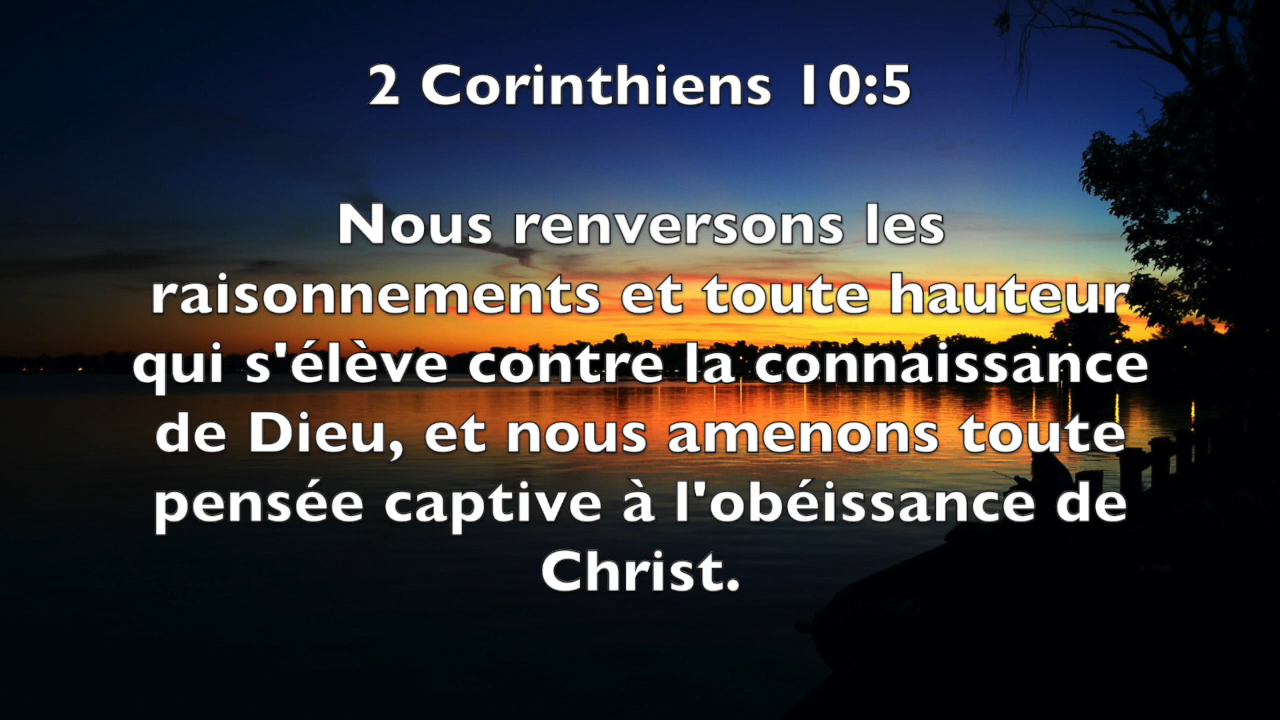 2 Corinthiens 10:5
Nous renversons les
raisonnements et toute hauteur
qui s'élève contre la connaissance
de Dieu, et nous amenons toute
pensée captive à l'obéissance de
Christ.